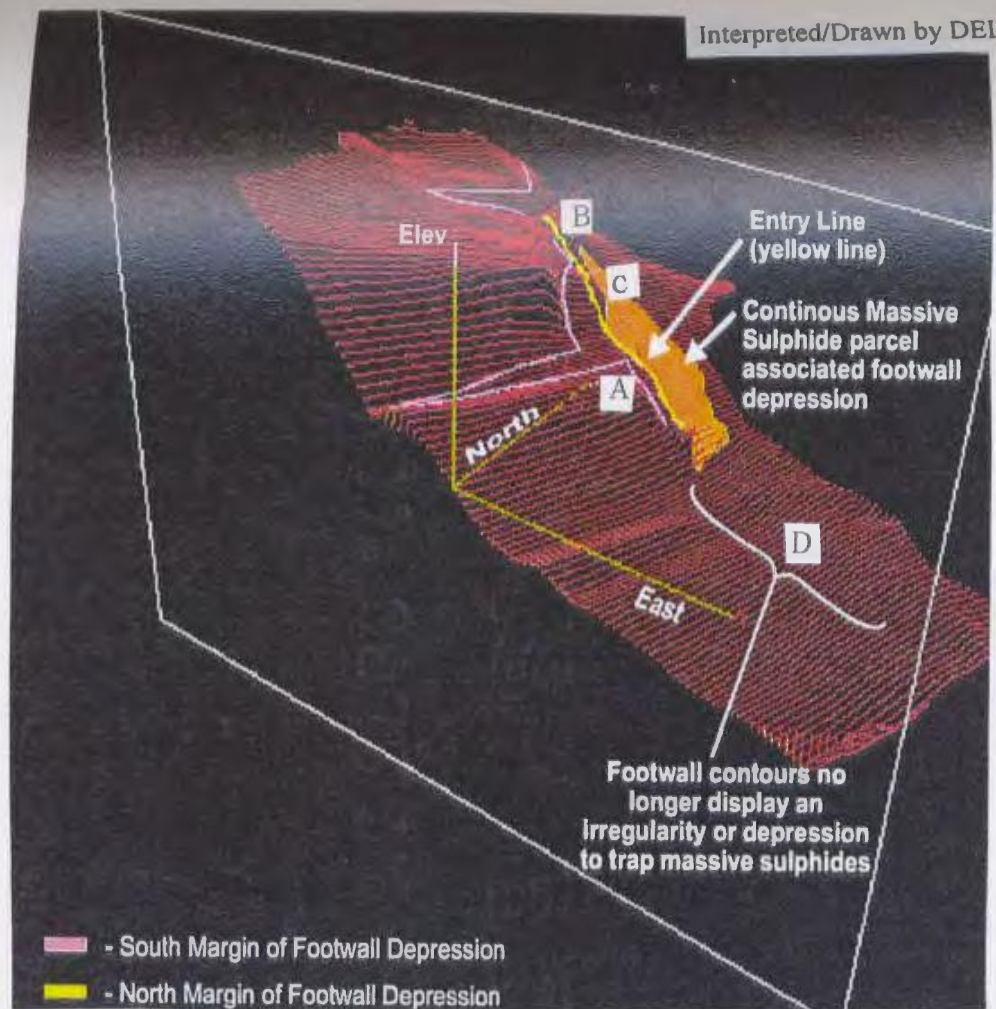 Interpreted/Drawn by DEL
Elev
B
Entry Line
(yellow line)
C
Continous Massive
Sulphide parcel
associated footwall
depression
A
North
D
East
Footwall contours no
longer display an
irregularity or depression
to trap massive sulphides
- South Margin of Footwall Depression
- North Margin of Footwall Depression